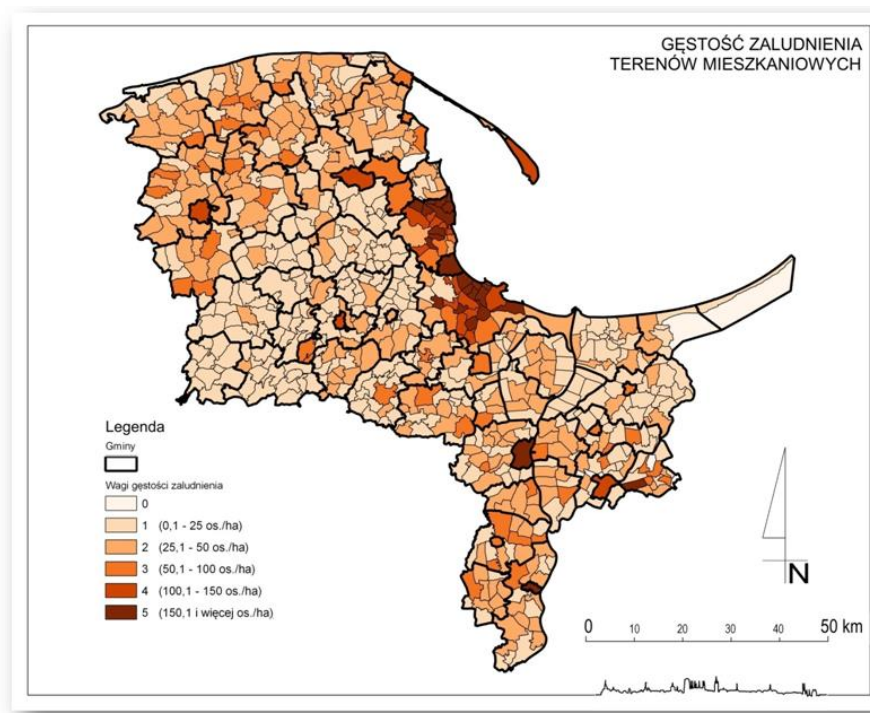 GĘSTOŚĆ ZALUDNIENIA
TERENÓW MIESZKANIOWYCH
Legenda
Gminy
Wagi gęstości zaludnienia
0
1 (0,1 - 25 os./ha)
2 (25,1 - 50 os./ha)
3 (50,1 - 100 os./ha)
4 (100,1 - 150 os./ha)
5 (150,1 i więcej os./ha)
N
0 10 20 30 40 50 km